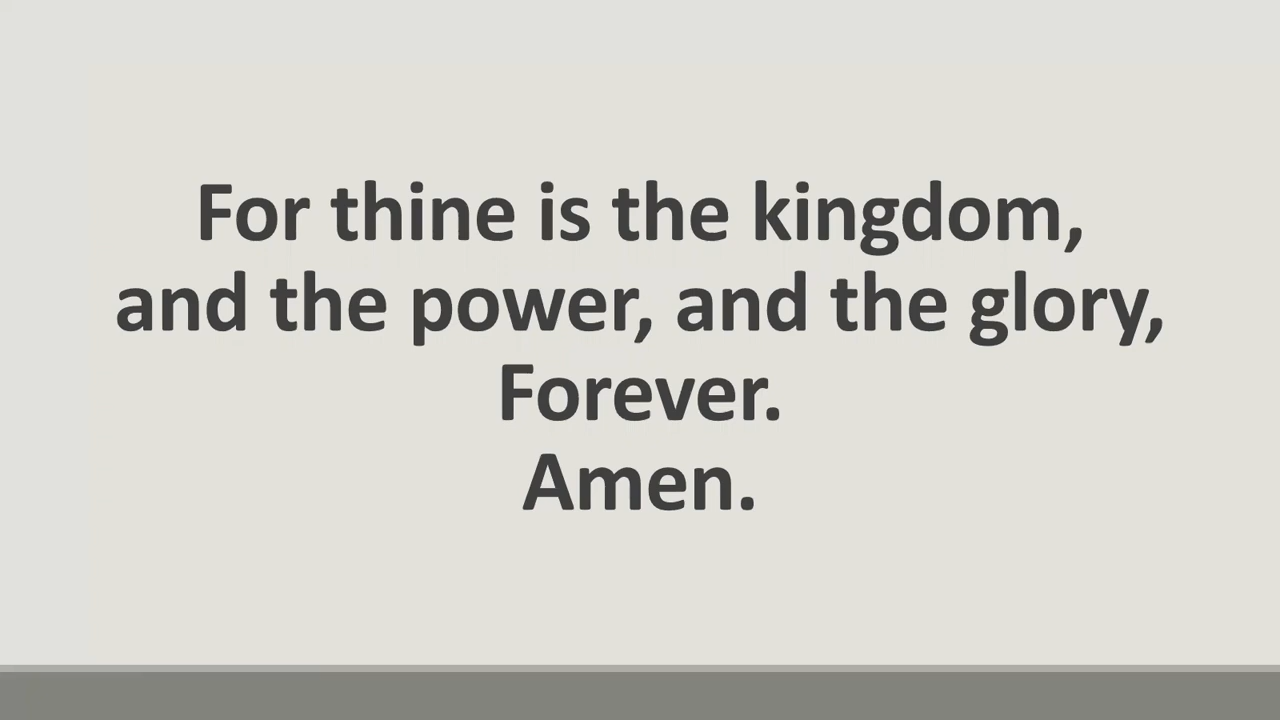 For thine is the kingdom,
and the power, and the glory,
Forever.
Amen.